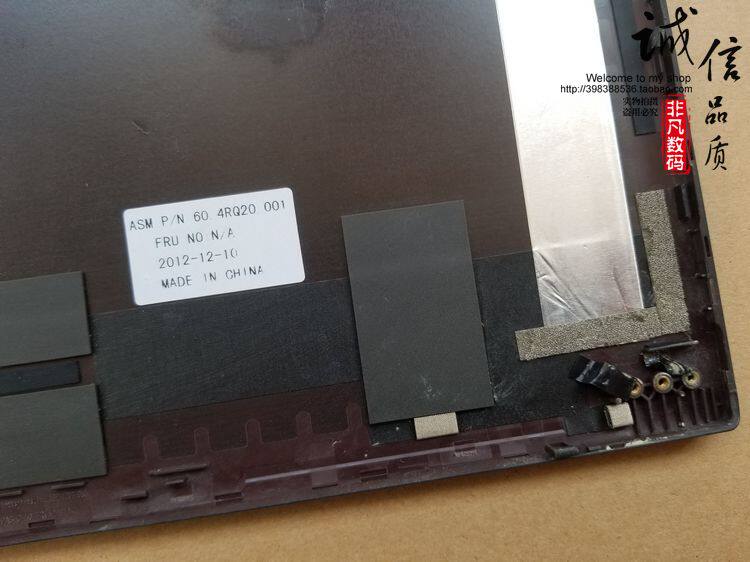 诚信品质
Welcome to my shop
http://398388536.taobao.com
实物拍摄
盗用必究
非凡数码
ASM P/N 60.4RQ20.001
FRU NO N/A
2012-12-10
MADE IN CHINA